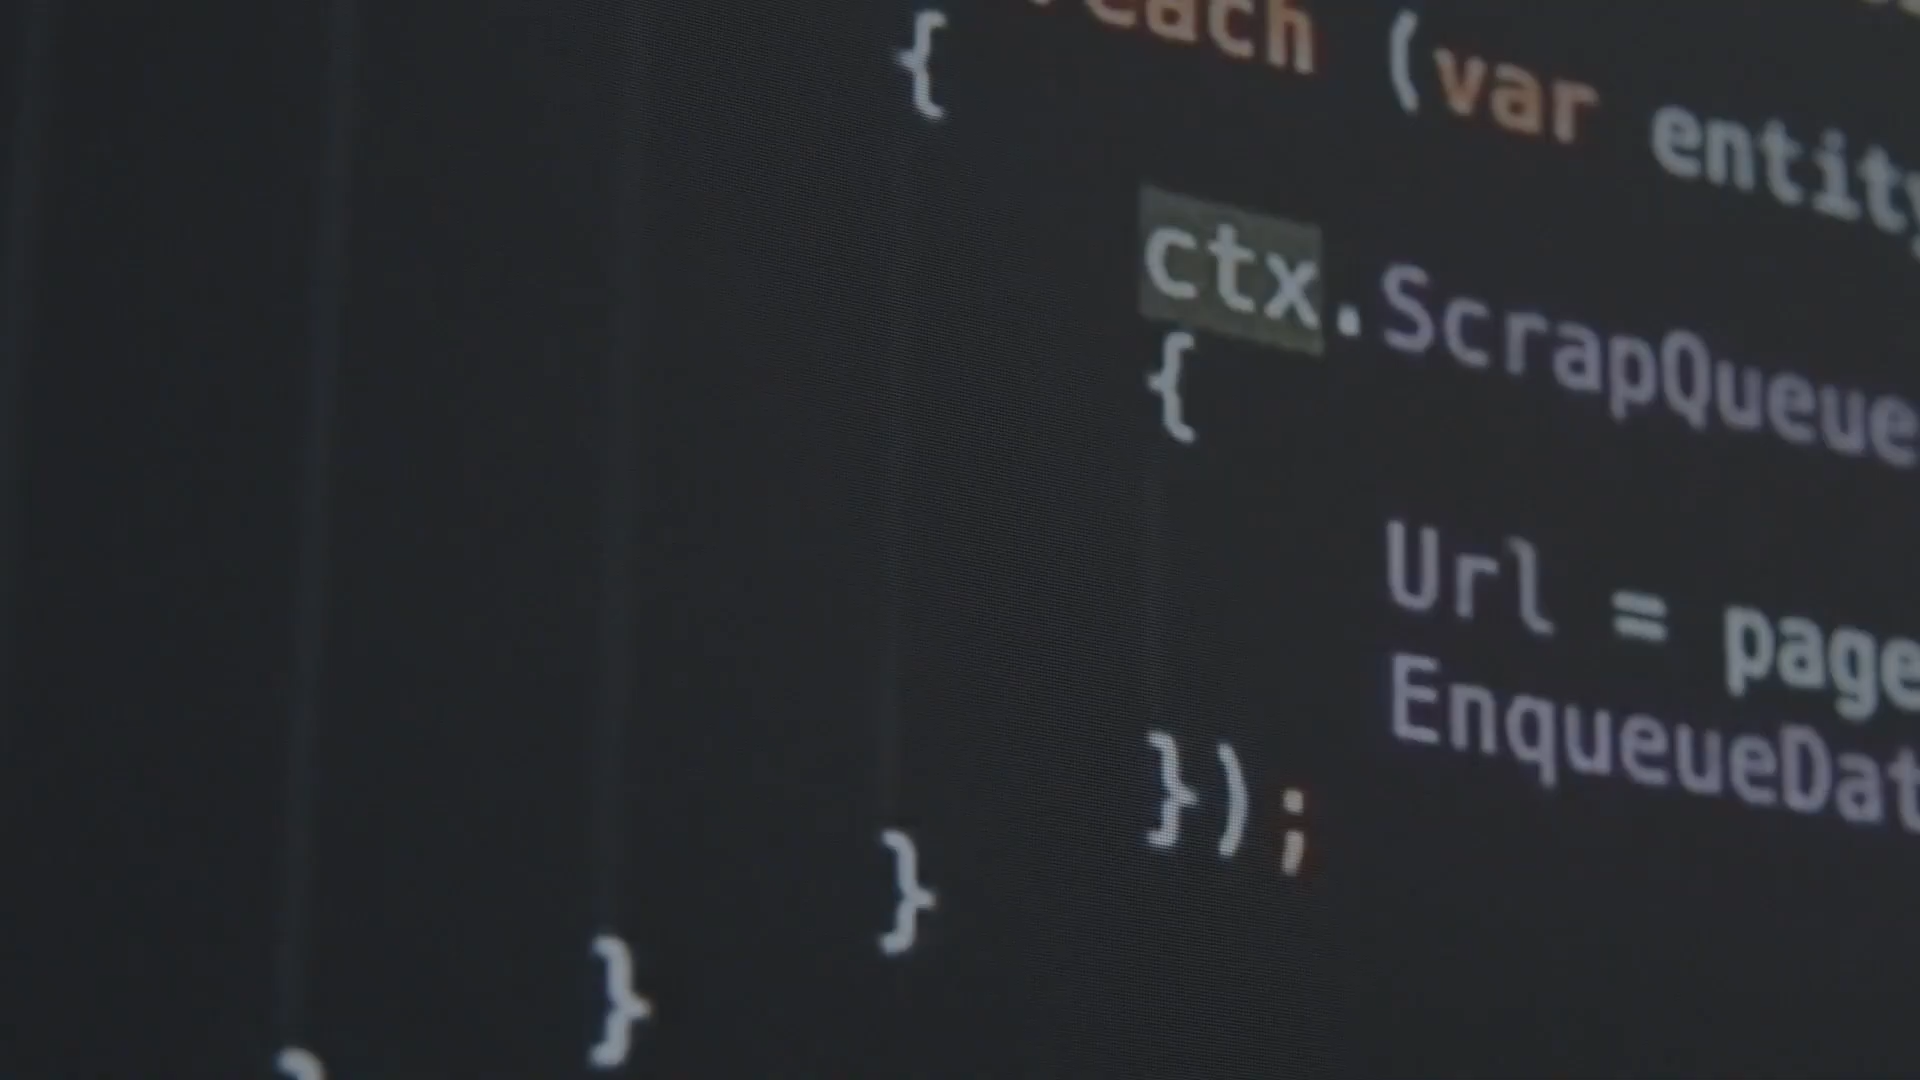 each (var entity
{
ctx.ScrapQueue
{
Url = page
EnqueueDat
});
}
}